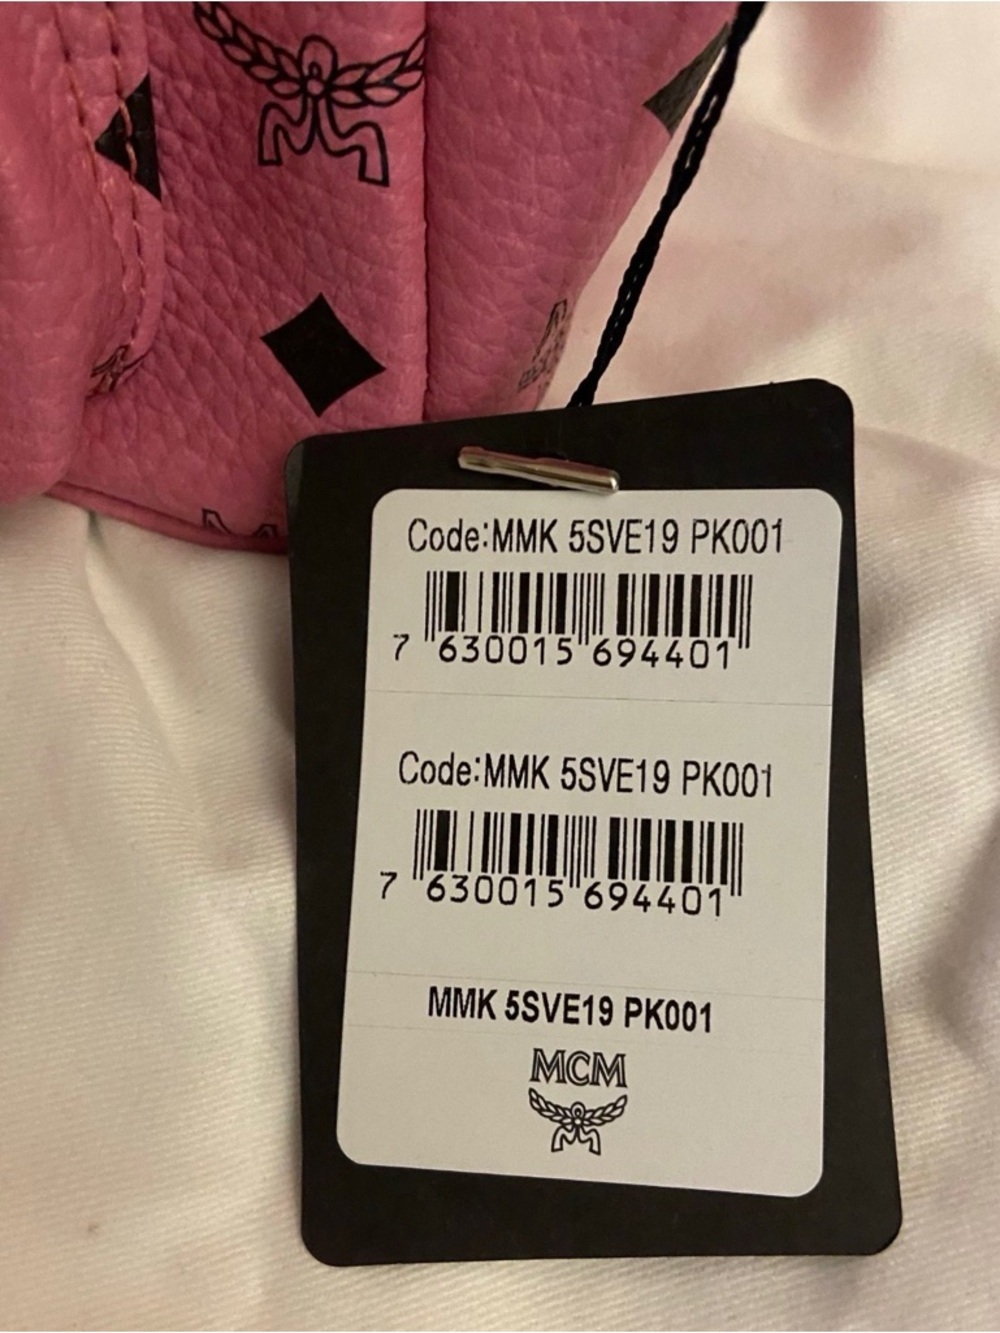 Code:MMK 5SVE19 PK001
7 630015 694401
Code:MMK 5SVE19 PK001
7 630015 694401
MMK 5SVE19 PK001
MCM